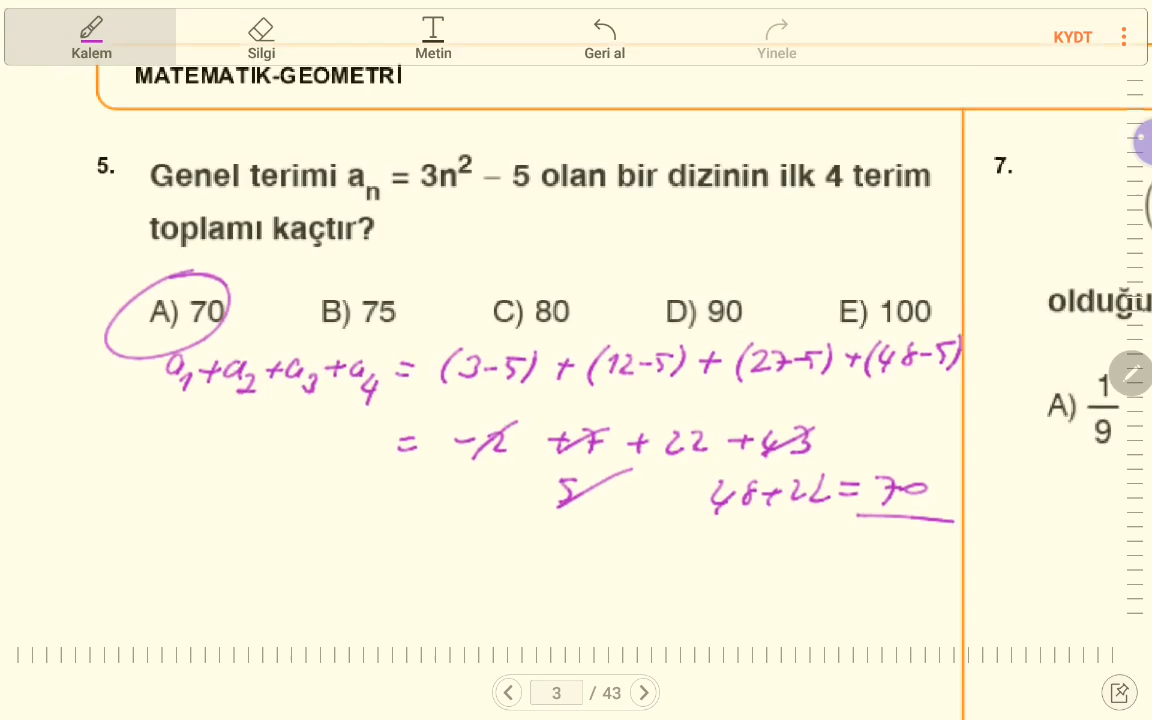 Kalem Silgi Metin Geri al Yinele KYDT
MATEMATİK-GEOMETRİ
5. Genel terimi aₙ = 3n² – 5 olan bir dizinin ilk 4 terim
toplamı kaçtır?
A) 70 B) 75 C) 80 D) 90 E) 100
a₁+a₂+a₃+a₄ = (3-5) + (12-5) + (27-5) + (48-5)
= -2 +7 + 22 +43
5 48+22 = 70
7.
olduğu
A) 1/9
3 / 43